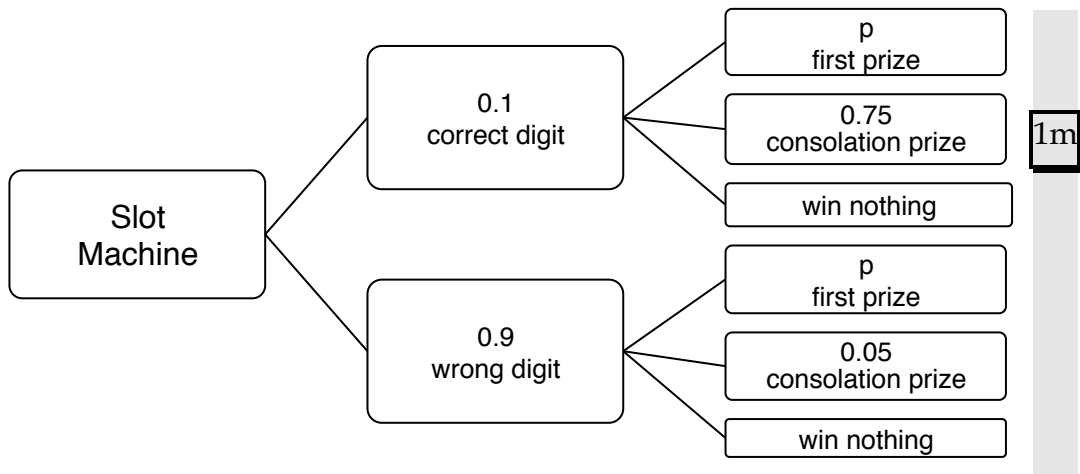 Slot
Machine
0.1
correct digit
p
first prize
0.75
consolation prize
win nothing
0.9
wrong digit
p
first prize
0.05
consolation prize
win nothing
1m